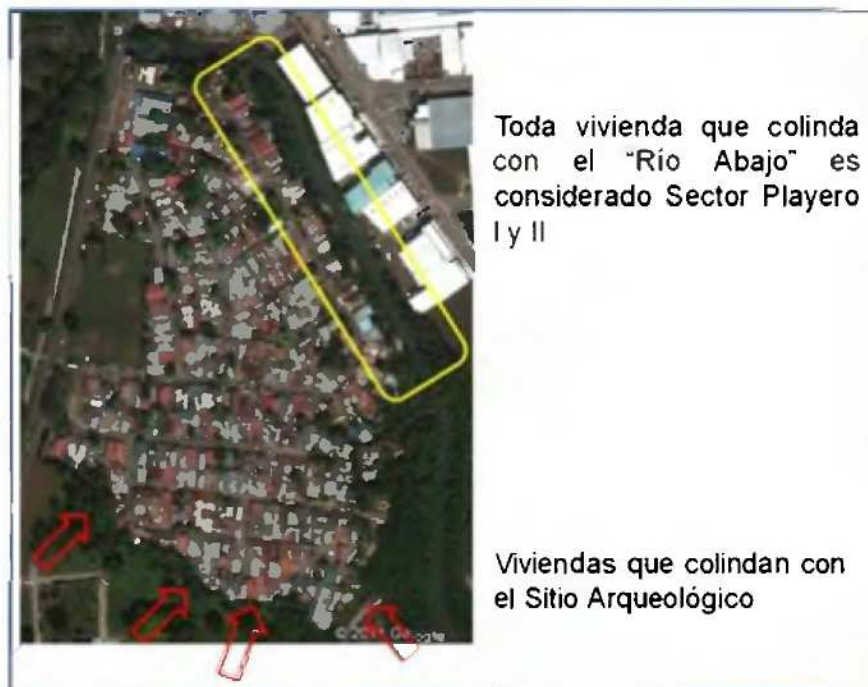 Toda vivienda que colinda
con el "Río Abajo" es
considerado Sector Playero
I y II
Viviendas que colindan con
el Sitio Arqueológico